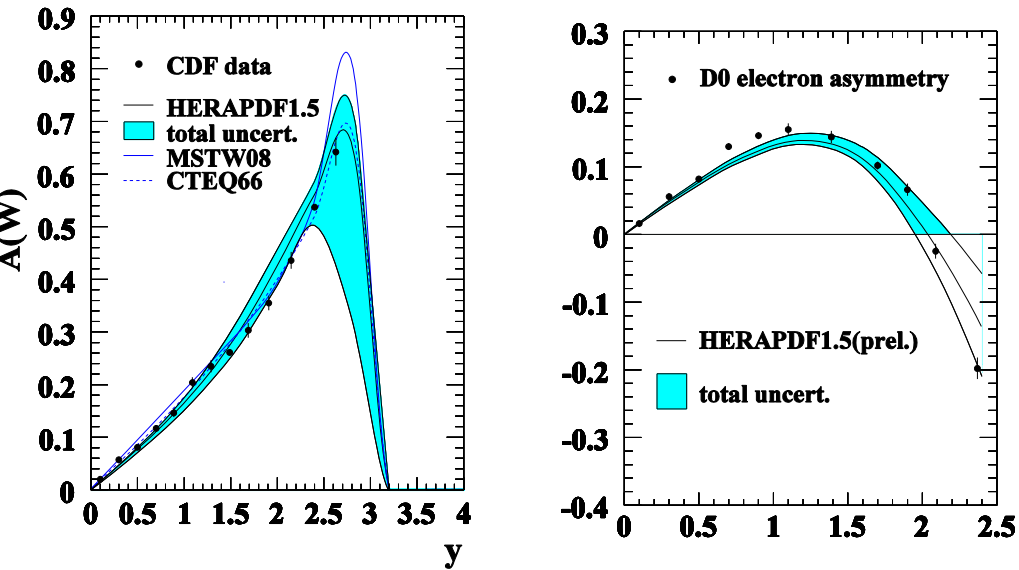 0.9
0.8
0.7
0.6
0.5
0.4
0.3
0.2
0.1
0
A(W)
CDF data
HERAPDF1.5
total uncert.
MSTW08
CTEQ66
0 0.5 1 1.5 2 2.5 3 3.5 4
y
0.3
0.2
0.1
0
-0.1
-0.2
-0.3
-0.4
D0 electron asymmetry
HERAPDF1.5(prel.)
total uncert.
0 0.5 1 1.5 2 2.5